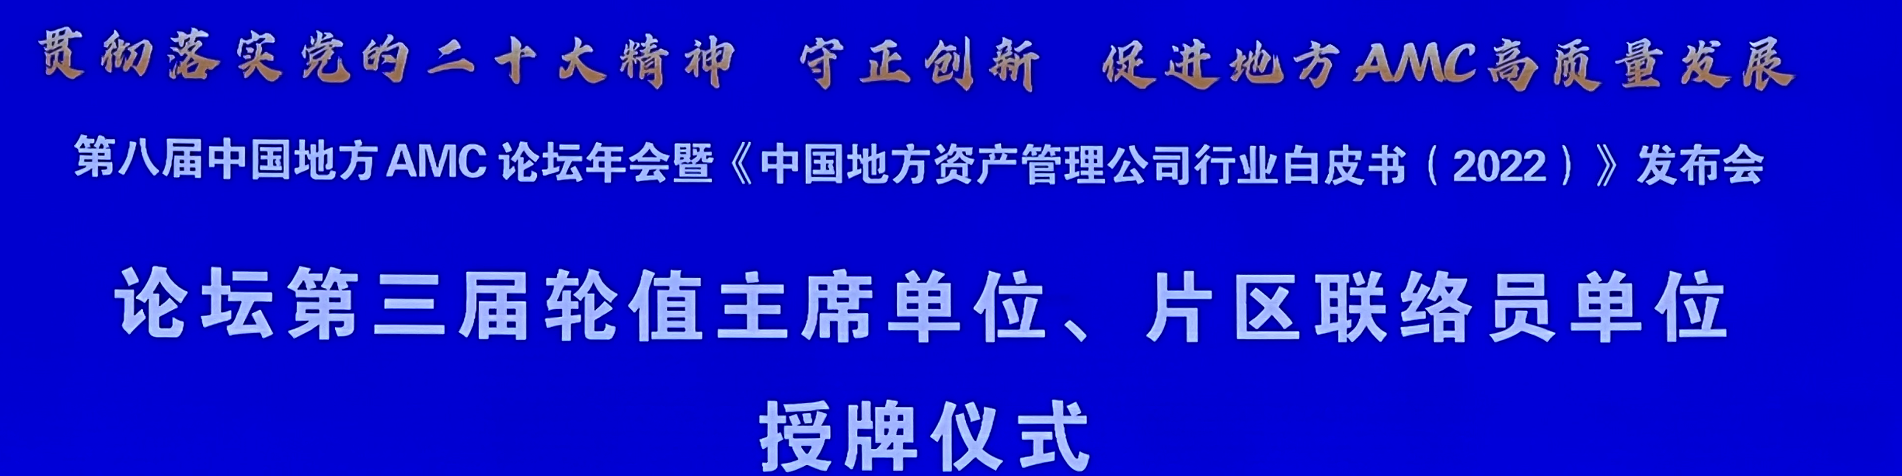 贯彻落实党的二十大精神 守正创新 促进地方AMC高质量发展
第八届中国地方AMC论坛年会暨《中国地方资产管理公司行业白皮书（2022）》发布会
论坛第三届轮值主席单位、片区联络员单位
授牌仪式